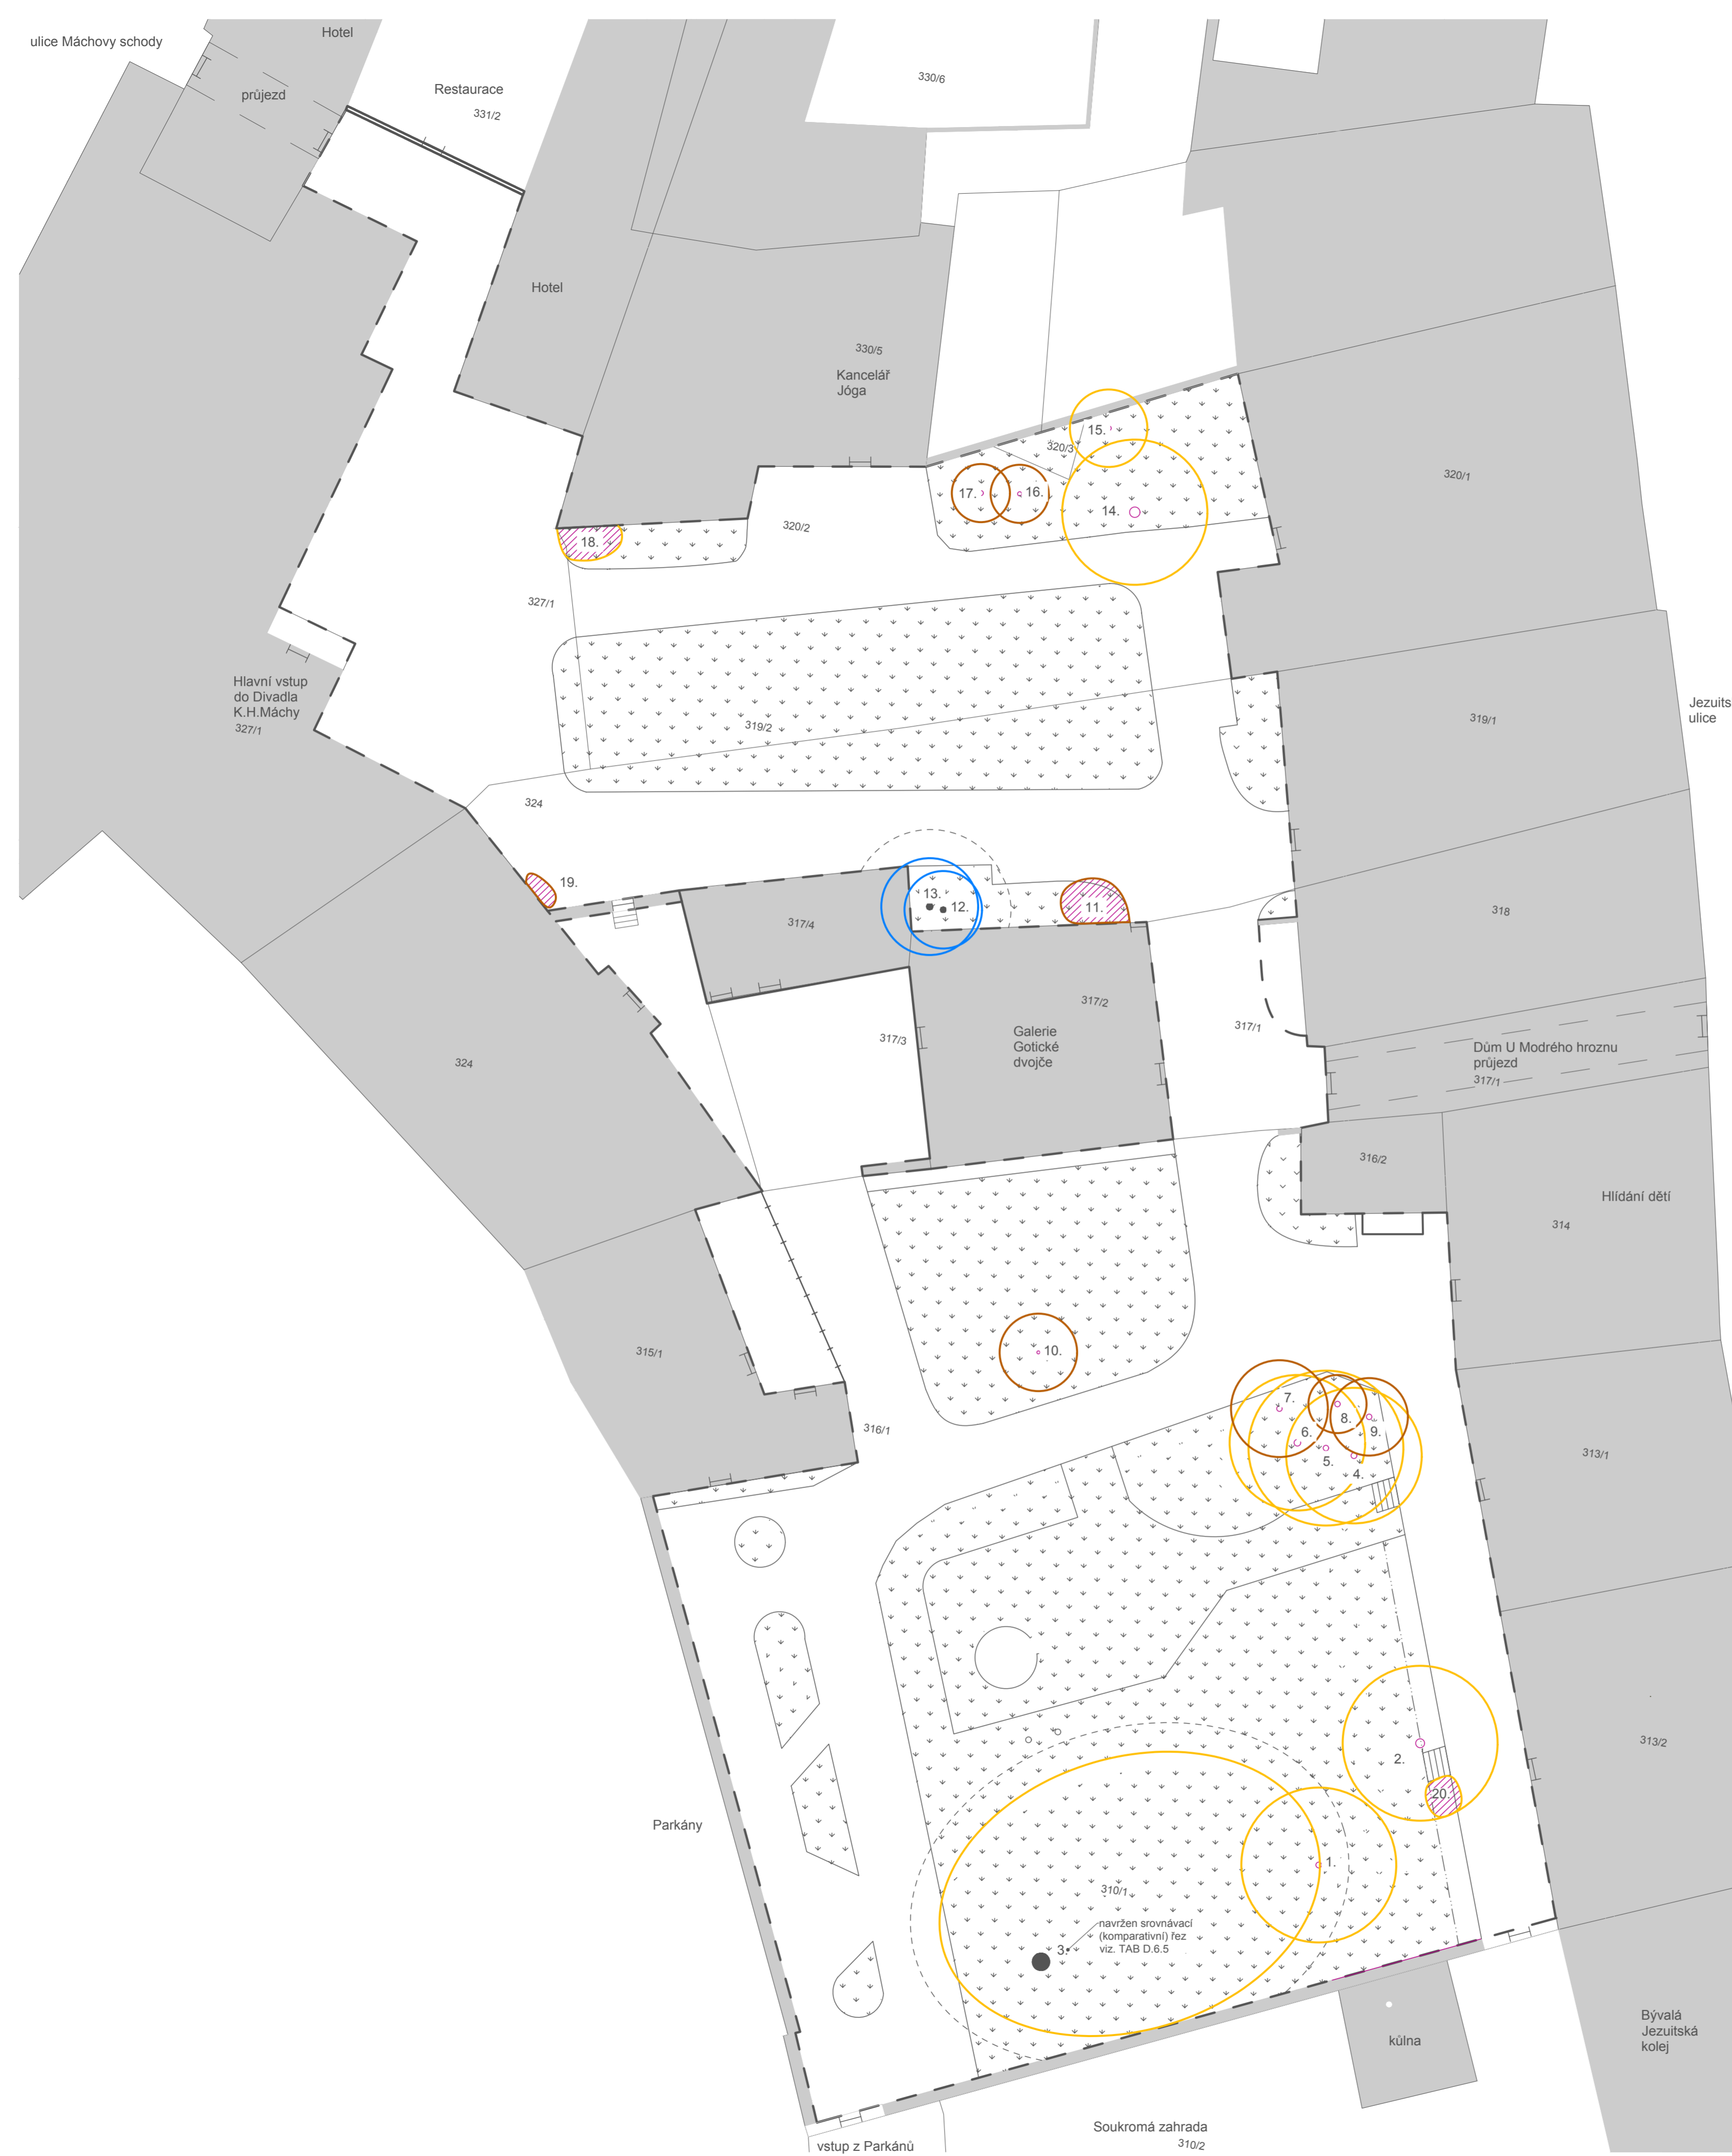 Hotel
ulice Máchovy schody
330/6
Restaurace
průjezd
331/2
Hotel
330/5
Kancelář
Jóga
15.
320/3
320/1
17.
16.
14.
320/2
18.
327/1
Hlavní vstup
do Divadla
K.H.Máchy
327/1
319/2
319/1
Jezuits
ulice
324
19.
13.
12.
11.
318
317/4
317/2
317/1
317/3
Galerie
Gotické
dvojče
Dům U Modrého hroznu
průjezd
317/1
324
316/2
Hlídání dětí
314
315/1
10.
7.
8.
6.
9.
5.
4.
316/1
313/1
2.
313/2
20.
Parkány
1.
310/1
navržen srovnávací
(komparativní) řez
viz. TAB D.6.5
3.
Bývalá
Jezuitská
kolej
kůlna
Soukromá zahrada
310/2
vstup z Parkánů